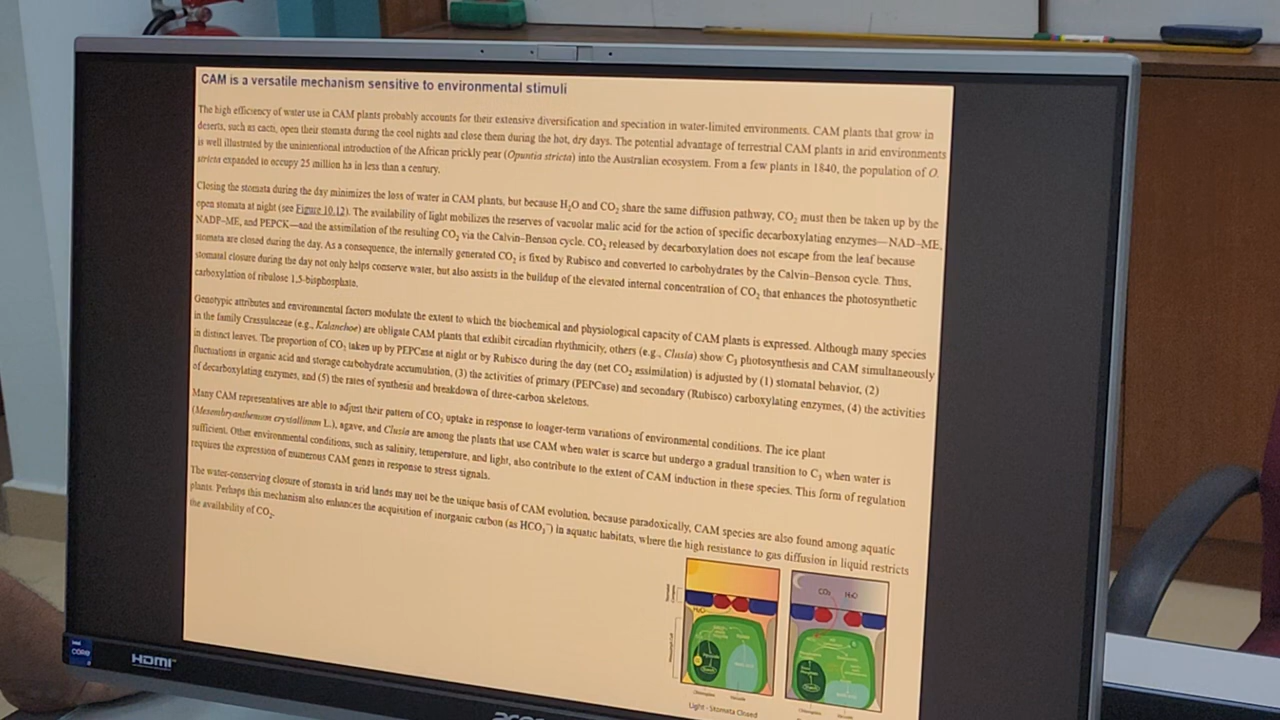 CAM is a versatile mechanism sensitive to environmental stimuli
The high efficiency of water use in CAM plants probably accounts for their extensive diversification and speciation in water-limited environments. CAM plants that grow in
deserts, such as cacti, open their stomata during the cool nights and close them during the hot, dry days. The potential advantage of terrestrial CAM plants in arid environments
is well illustrated by the unintentional introduction of the African prickly pear (Opuntia stricta) into the Australian ecosystem. From a few plants in 1840, the population of O.
stricta expanded to occupy 25 million ha in less than a century.
Closing the stomata during the day minimizes the loss of water in CAM plants, but because H₂O and CO₂ share the same diffusion pathway, CO₂ must then be taken up by the
open stomata at night (see Figure 10.12). The availability of light mobilizes the reserves of vacuolar malic acid for the action of specific decarboxylating enzymes—NAD–ME,
NADP–ME, and PEPCK—and the assimilation of the resulting CO₂ via the Calvin–Benson cycle. CO₂ released by decarboxylation does not escape from the leaf because
stomata are closed during the day. As a consequence, the internally generated CO₂ is fixed by Rubisco and converted to carbohydrates by the Calvin–Benson cycle. Thus,
stomatal closure during the day not only helps conserve water, but also assists in the buildup of the elevated internal concentration of CO₂ that enhances the photosynthetic
carboxylation of ribulose 1,5-bisphosphate.
Genotypic attributes and environmental factors modulate the extent to which the biochemical and physiological capacity of CAM plants is expressed. Although many species
in the family Crassulaceae (e.g., Kalanchoe) are obligate CAM plants that exhibit circadian rhythmicity, others (e.g., Clusia) show C₃ photosynthesis and CAM simultaneously
in distinct leaves. The proportion of CO₂ taken up by PEPCase at night or by Rubisco during the day (net CO₂ assimilation) is adjusted by (1) stomatal behavior, (2)
fluctuations in organic acid and storage carbohydrate accumulation, (3) the activities of primary (PEPCase) and secondary (Rubisco) carboxylating enzymes, (4) the activities
of decarboxylating enzymes, and (5) the rates of synthesis and breakdown of three-carbon skeletons.
Many CAM representatives are able to adjust their pattern of CO₂ uptake in response to longer-term variations of environmental conditions. The ice plant
(Mesembryanthemum crystallinum L.), agave, and Clusia are among the plants that use CAM when water is scarce but undergo a gradual transition to C₃ when water is
sufficient. Other environmental conditions, such as salinity, temperature, and light, also contribute to the extent of CAM induction in these species. This form of regulation
requires the expression of numerous CAM genes in response to stress signals.
The water-conserving closure of stomata in arid lands may not be the unique basis of CAM evolution, because paradoxically, CAM species are also found among aquatic
plants. Perhaps this mechanism also enhances the acquisition of inorganic carbon (as HCO₃⁻) in aquatic habitats, where the high resistance to gas diffusion in liquid restricts
the availability of CO₂.
CO₂ H₂O
H₂O
Chloroplast Vacuole
Chloroplast Vacuole
Light - Stomata Closed
intel CORE
HDMI